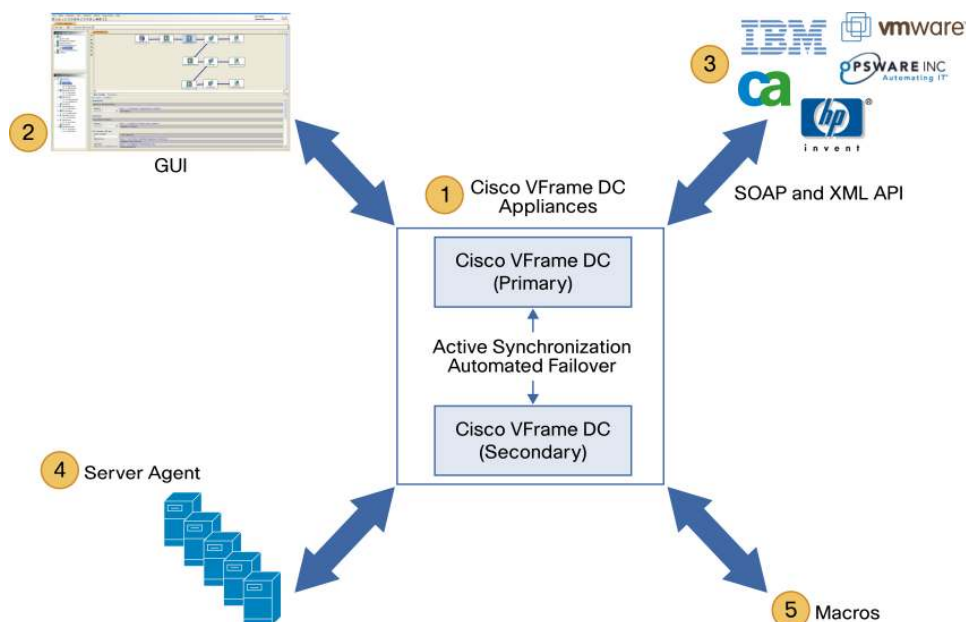 2
GUI
1
Cisco VFrame DC
Appliances
3
IBM
vmware
OPSWARE INC
Automating IT
ca
hp
®
invent
SOAP and XML API
Cisco VFrame DC
(Primary)
Active Synchronization
Automated Failover
Cisco VFrame DC
(Secondary)
4
Server Agent
5
Macros